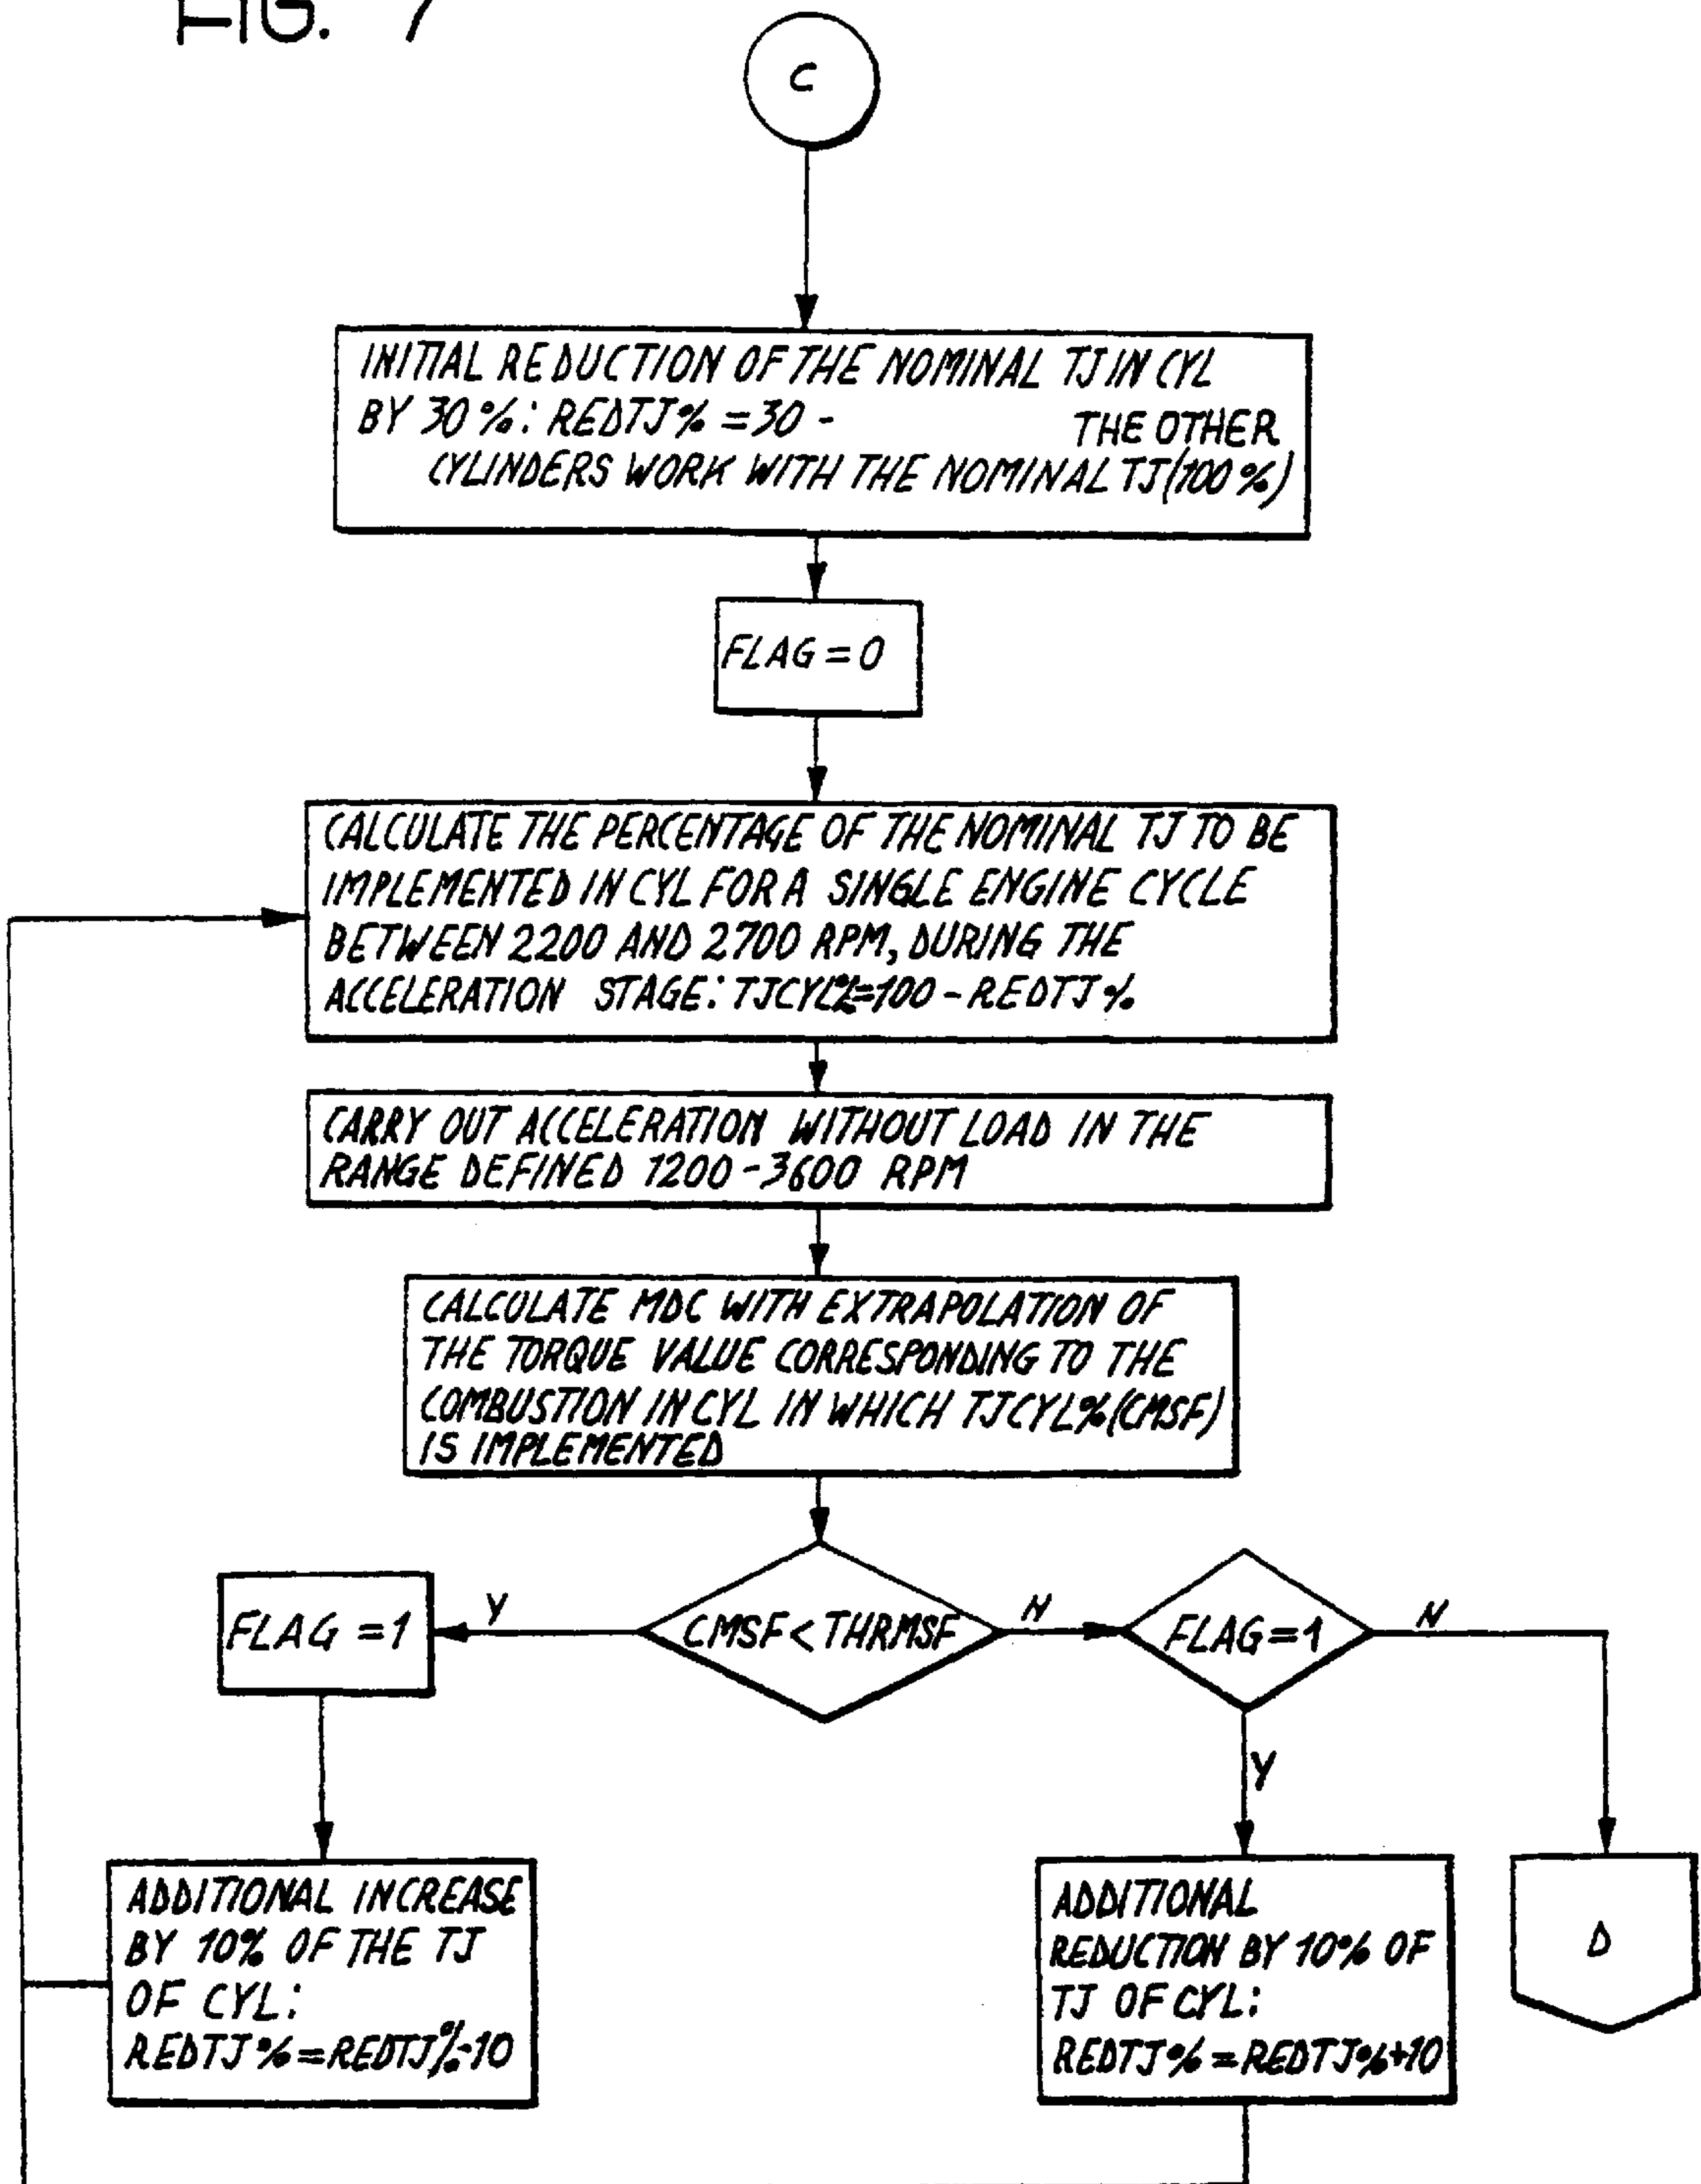 FIG. 7
C
INITIAL REDUCTION OF THE NOMINAL TJ IN CYL
BY 30%: REDTJ% = 30 - THE OTHER
CYLINDERS WORK WITH THE NOMINAL TJ (100%)
FLAG = 0
CALCULATE THE PERCENTAGE OF THE NOMINAL TJ TO BE
IMPLEMENTED IN CYL FOR A SINGLE ENGINE CYCLE
BETWEEN 2200 AND 2700 RPM, DURING THE
ACCELERATION STAGE: TJCYL%=100 - REDTJ%
CARRY OUT ACCELERATION WITHOUT LOAD IN THE
RANGE DEFINED 1200-3600 RPM
CALCULATE MDC WITH EXTRAPOLATION OF
THE TORQUE VALUE CORRESPONDING TO THE
COMBUSTION IN CYL IN WHICH TJCYL% (CMSF)
IS IMPLEMENTED
FLAG = 1
Y
CMSF < THRMSF
N
FLAG = 1
N
Y
ADDITIONAL INCREASE
BY 10% OF THE TJ
OF CYL:
REDTJ% = REDTJ%-10
ADDITIONAL
REDUCTION BY 10% OF
TJ OF CYL:
REDTJ% = REDTJ%+10
D